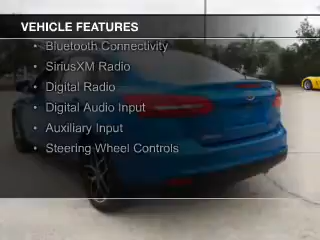 VEHICLE FEATURES
• Bluetooth Connectivity
• SiriusXM Radio
• Digital Radio
• Digital Audio Input
• Auxiliary Input
• Steering Wheel Controls